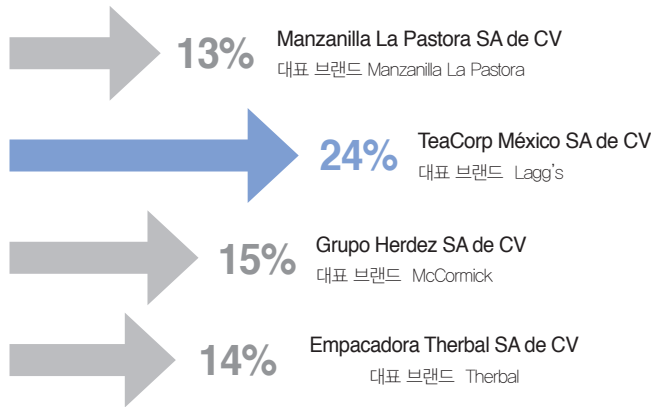 13%
Manzanilla La Pastora SA de CV
대표 브랜드 Manzanilla La Pastora
24%
TeaCorp México SA de CV
대표 브랜드 Lagg's
15%
Grupo Herdez SA de CV
대표 브랜드 McCormick
14%
Empacadora Therbal SA de CV
대표 브랜드 Therbal